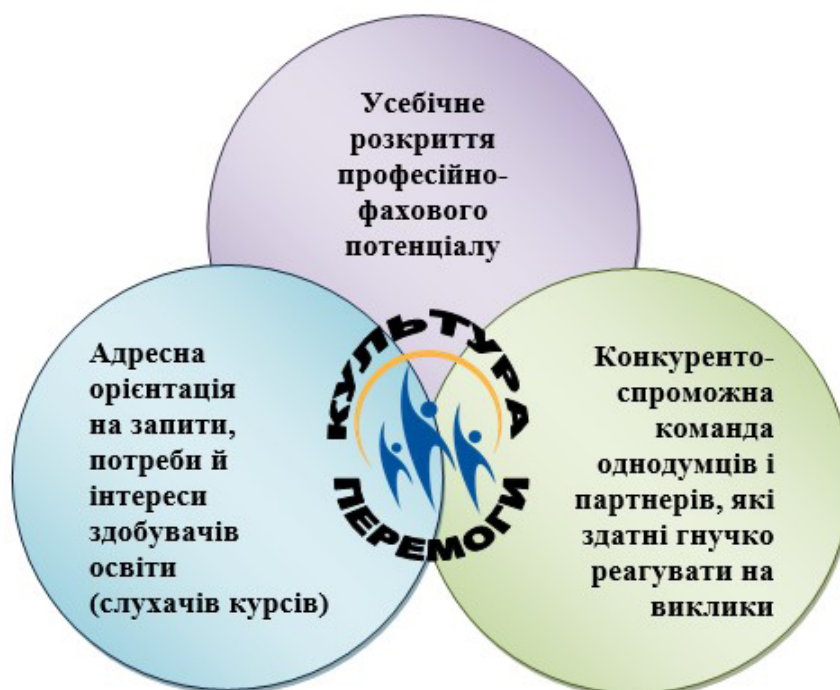 Усебічне
розкриття
професійно-
фахового
потенціалу
КУЛЬТУРА
ПЕРЕМОГИ
Адресна
орієнтація
на запити,
потреби й
інтереси
здобувачів
освіти
(слухачів курсів)
Конкуренто-
спроможна
команда
однодумців і
партнерів, які
здатні гнучко
реагувати на
виклики